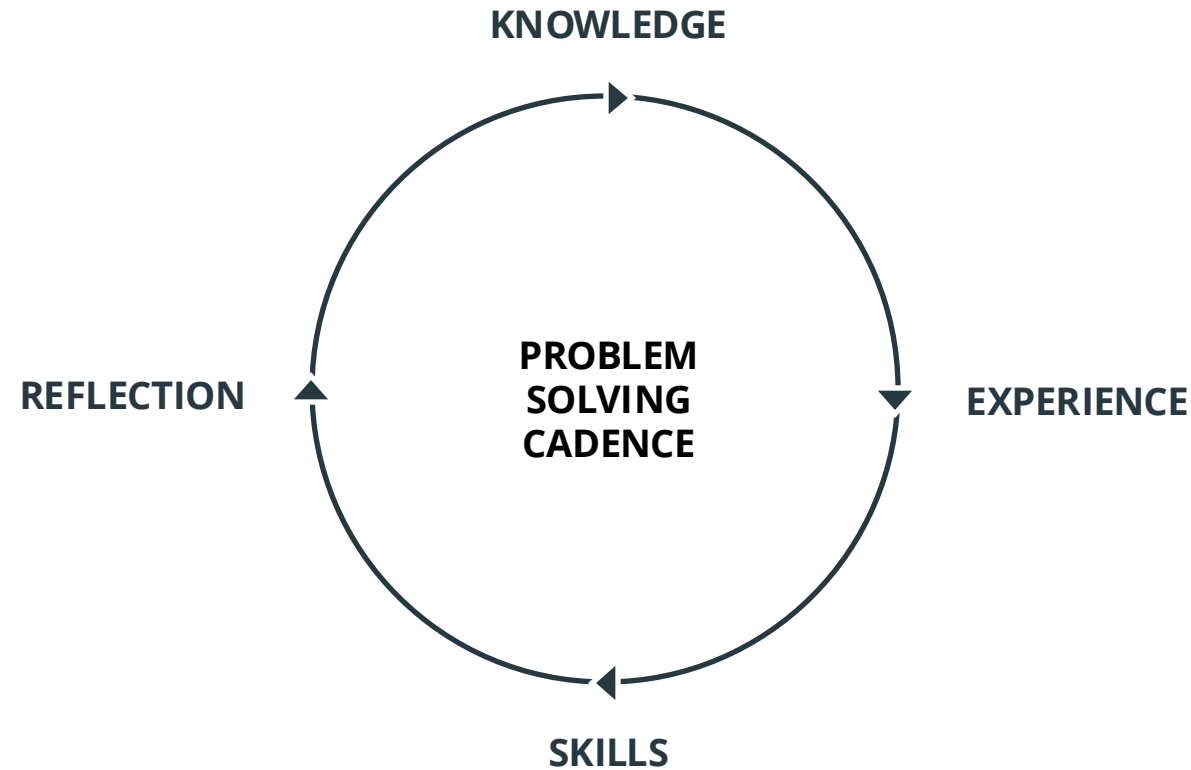 KNOWLEDGE
PROBLEM
SOLVING
CADENCE
REFLECTION
EXPERIENCE
SKILLS